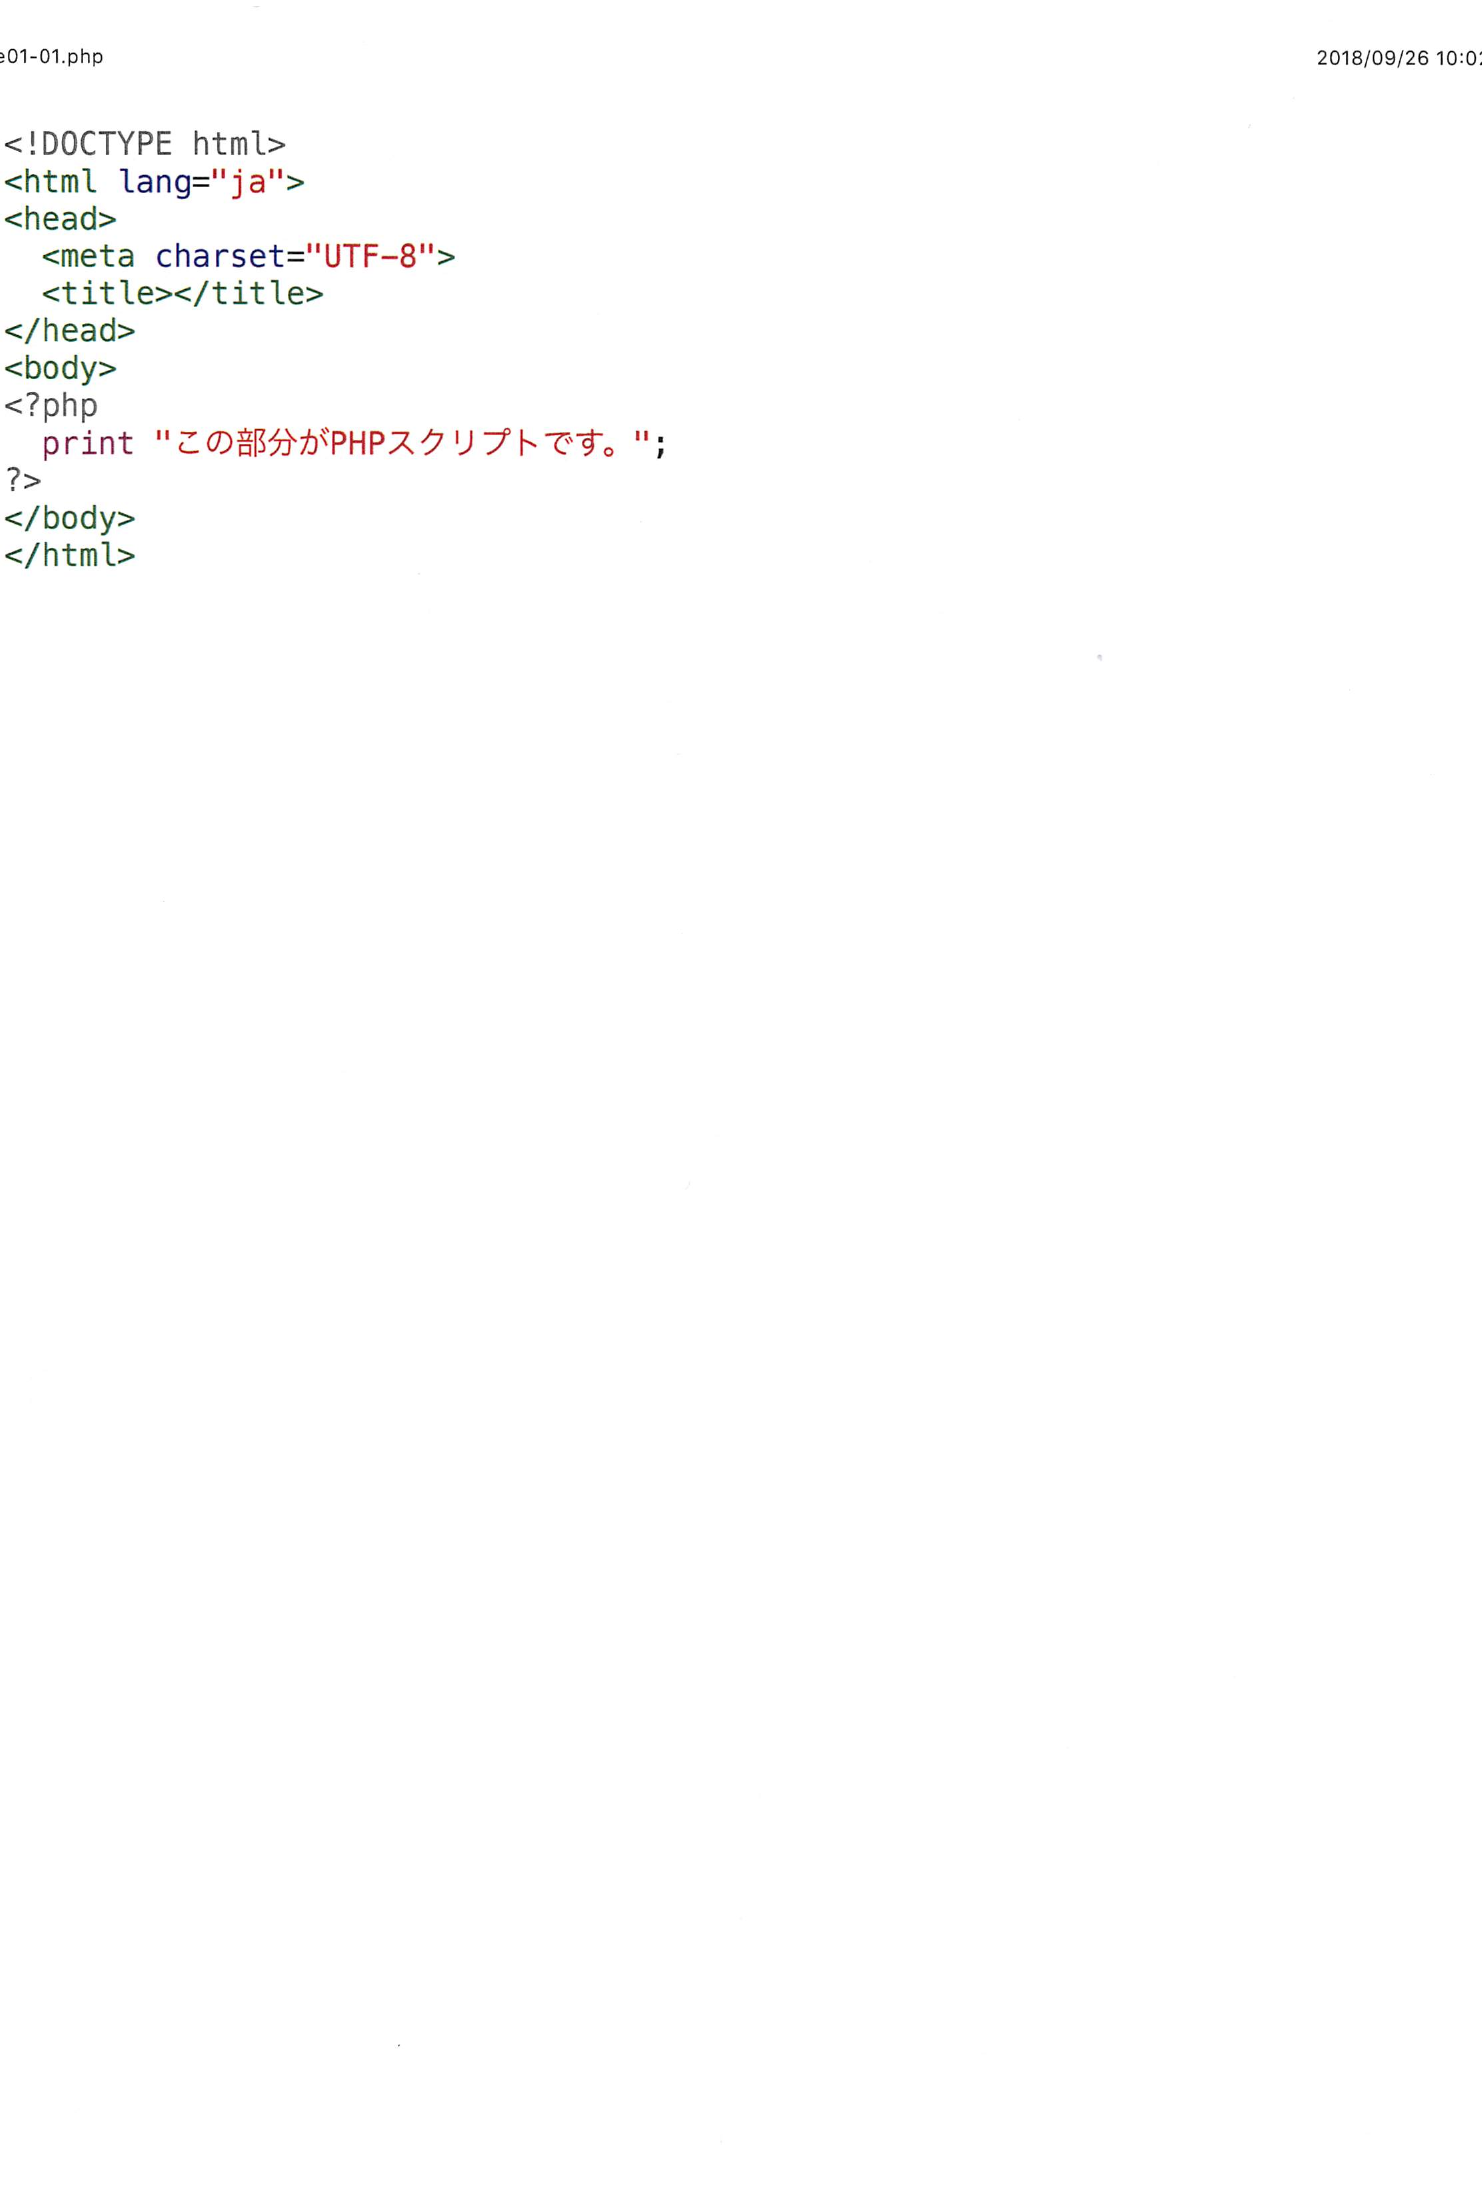 e01-01.php
2018/09/26 10:02
<!DOCTYPE html>
<html lang="ja">
<head>
  <meta charset="UTF-8">
  <title></title>
</head>
<body>
<?php
  print "この部分がPHPスクリプトです。";
?>
</body>
</html>